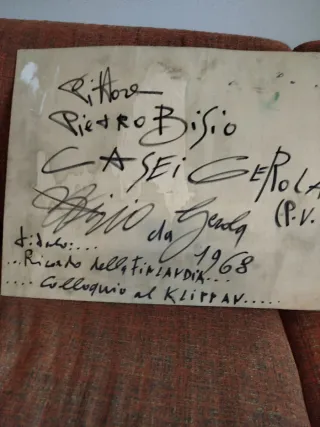 Pittore
Pietro Bisio
CASEI GEROLA
(P.V.
Bisio da Gerola
1968
titolo:....
...Ricordo della FINLANDIA...
.... Colloquio al KLIPPAN.....